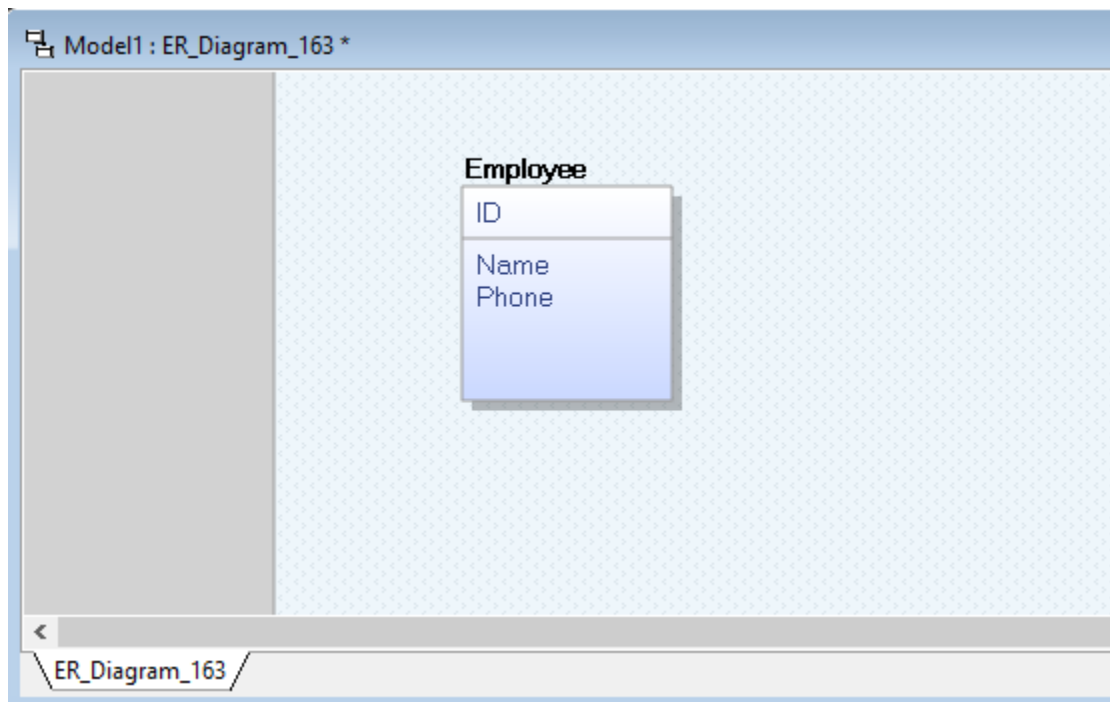 Model1 : ER_Diagram_163 *
Employee
ID
Name
Phone
ER_Diagram_163